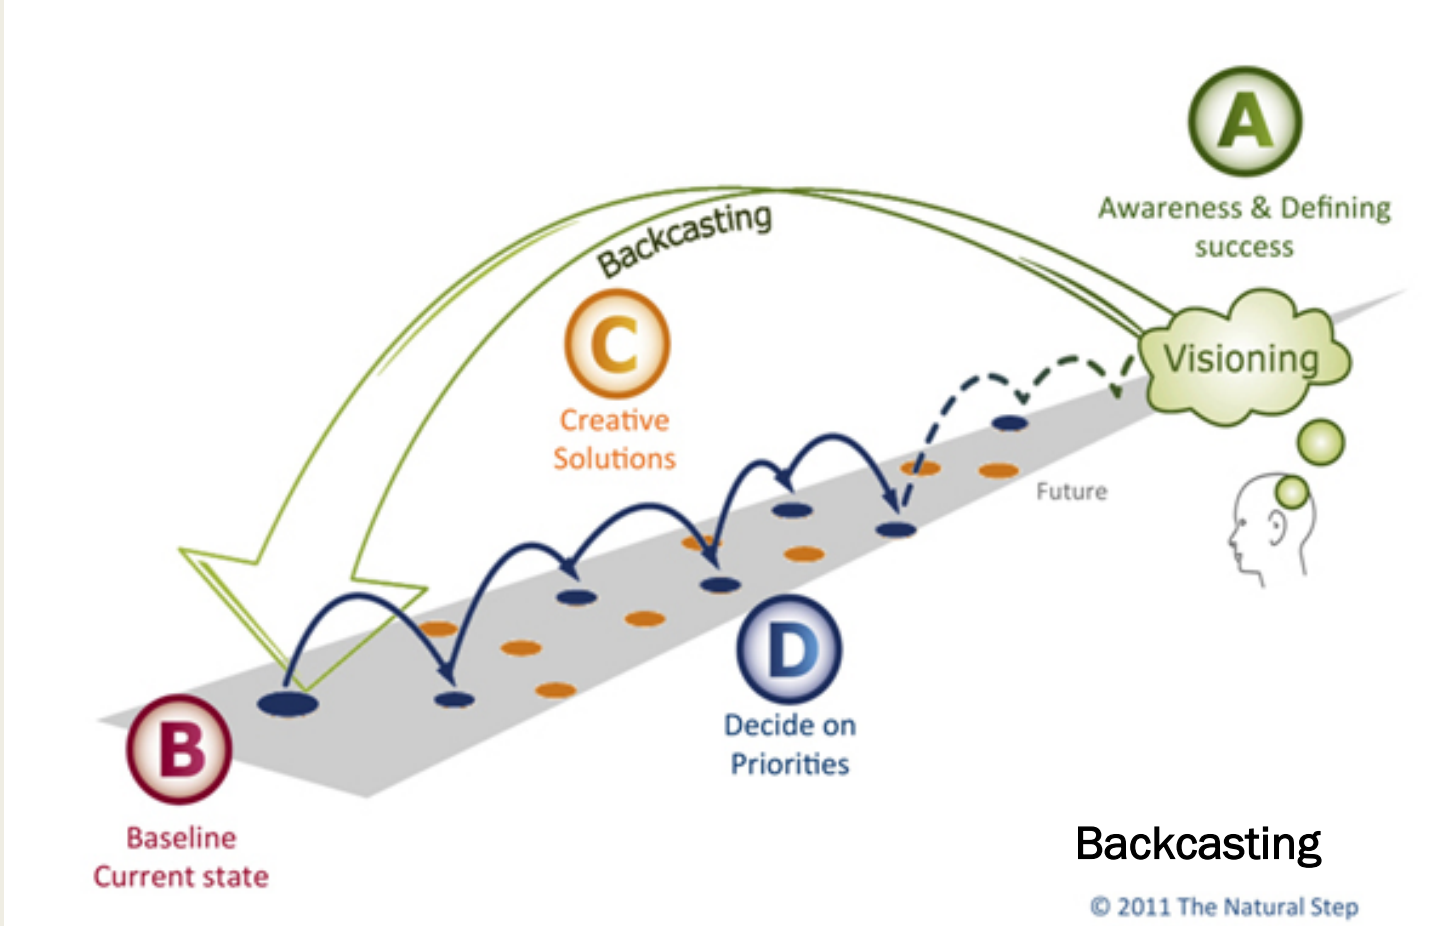 A
Awareness & Defining
success
Backcasting
C
Creative
Solutions
Visioning
Future
D
Decide on
Priorities
B
Baseline
Current state
Backcasting
© 2011 The Natural Step